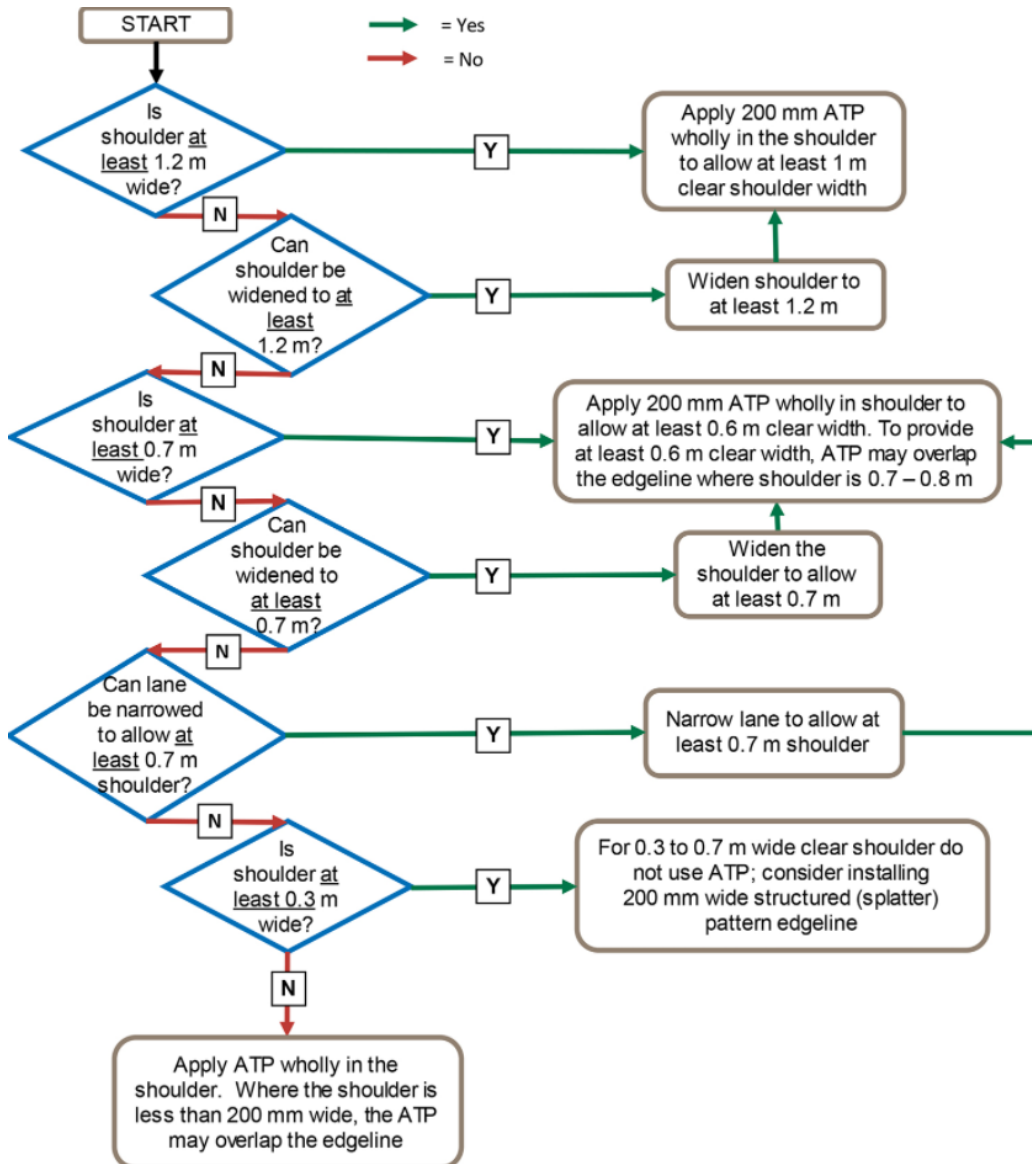 START
= Yes
= No
Is
shoulder at
least 1.2 m
wide?
Y
Apply 200 mm ATP
wholly in the shoulder
to allow at least 1 m
clear shoulder width
N
Can
shoulder be
widened to at
least
1.2 m?
Y
Widen shoulder to
at least 1.2 m
N
Is
shoulder at
least 0.7 m
wide?
Y
Apply 200 mm ATP wholly in shoulder to
allow at least 0.6 m clear width. To provide
at least 0.6 m clear width, ATP may overlap
the edgeline where shoulder is 0.7 – 0.8 m
N
Can
shoulder be
widened to
at least
0.7 m?
Y
Widen the
shoulder to allow
at least 0.7 m
N
Can lane
be narrowed
to allow at
least 0.7 m
shoulder?
Y
Narrow lane to allow at
least 0.7 m shoulder
N
Is
shoulder at
least 0.3 m
wide?
Y
For 0.3 to 0.7 m wide clear shoulder do
not use ATP; consider installing
200 mm wide structured (splatter)
pattern edgeline
N
Apply ATP wholly in the
shoulder. Where the shoulder is
less than 200 mm wide, the ATP
may overlap the edgeline